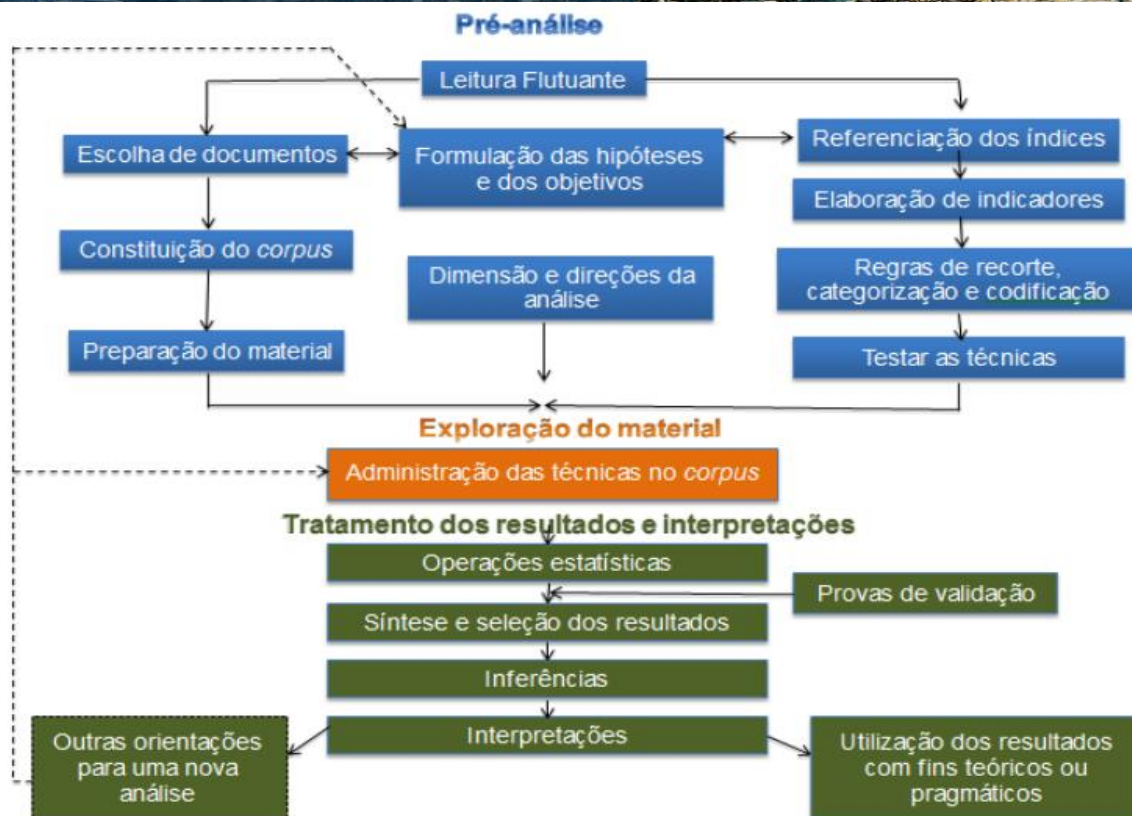 Pré-análise
Leitura Flutuante
Escolha de documentos
Formulação das hipóteses
e dos objetivos
Referenciação dos índices
Elaboração de indicadores
Constituição do corpus
Dimensão e direções da
análise
Regras de recorte,
categorização e codificação
Preparação do material
Testar as técnicas
Exploração do material
Administração das técnicas no corpus
Tratamento dos resultados e interpretações
Operações estatísticas
Provas de validação
Síntese e seleção dos resultados
Inferências
Interpretações
Outras orientações
para uma nova
análise
Utilização dos resultados
com fins teóricos ou
pragmáticos